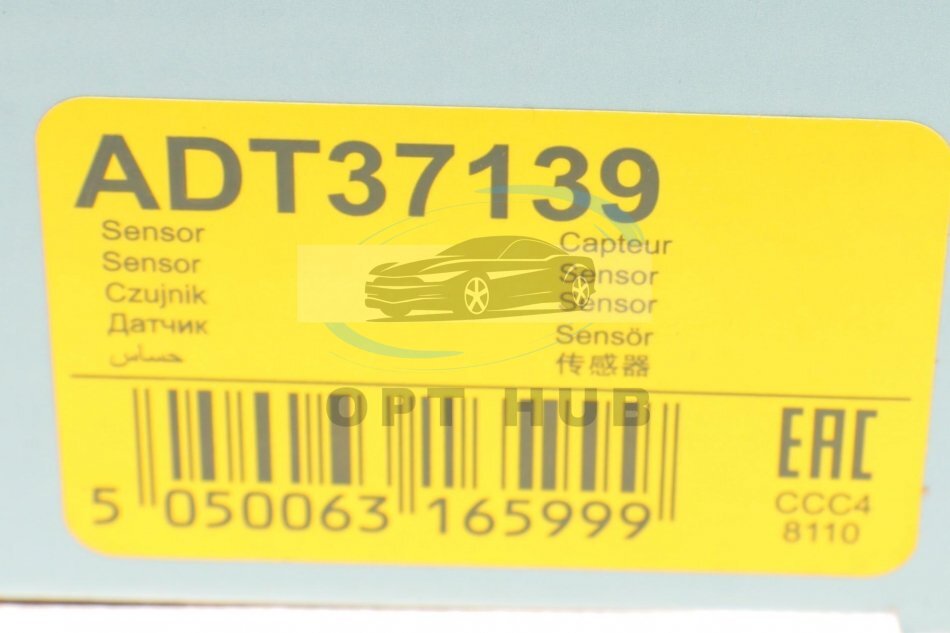 ADT37139
Sensor
Sensor
Czujnik
Датчик
حساس
Capteur
Sensor
Sensor
Sensör
传感器
OPT HUB
5 050063 165999
EAC
CCC4
8110